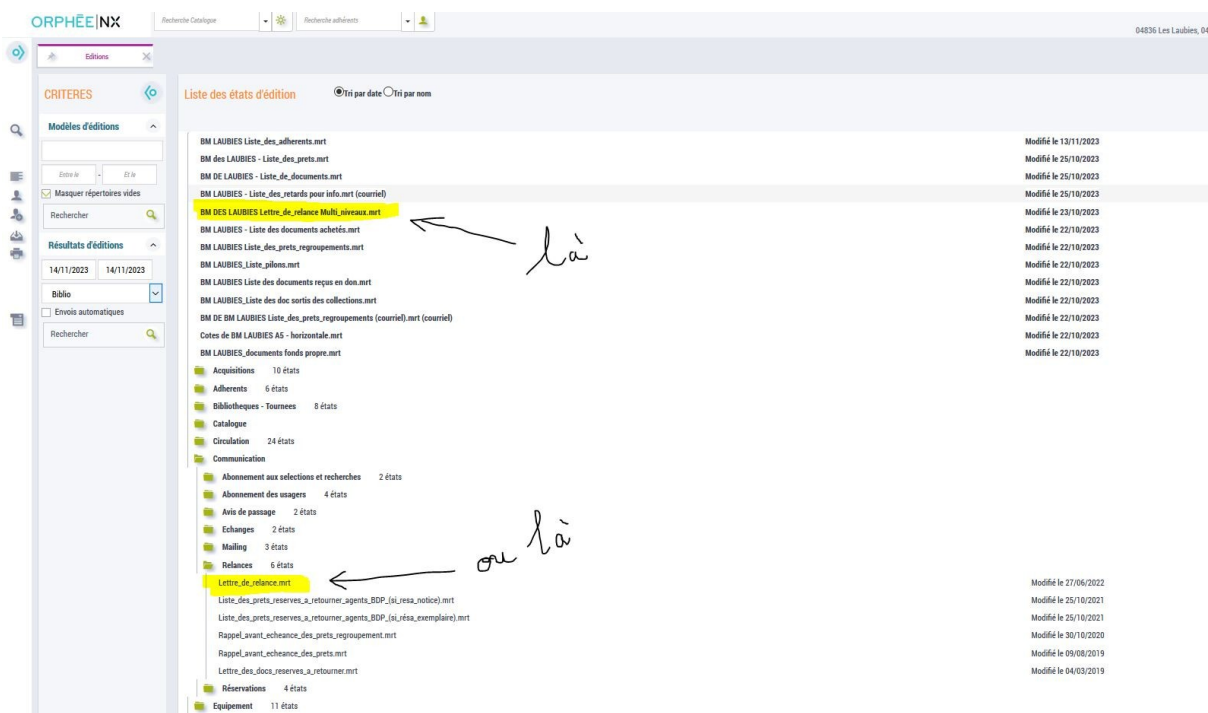 ORPHĒE|NX
Recherche Catalogue
Recherche adhérents
04836 Les Laubies, 04
Editions
CRITERES
Liste des états d'édition
Tri par date Tri par nom
Modèles d'éditions
Entre le - Et le
Masquer répertoires vides
Rechercher
Résultats d'éditions
14/11/2023 14/11/2023
Biblio
Envois automatiques
Rechercher
BM LAUBIES Liste_des_adherents.mrt Modifié le 13/11/2023
BM des LAUBIES - Liste_des_prets.mrt Modifié le 25/10/2023
BM DE LAUBIES - Liste_de_documents.mrt Modifié le 25/10/2023
BM LAUBIES - Liste_des_retards pour info.mrt (courriel) Modifié le 25/10/2023
BM DES LAUBIES Lettre_de_relance Multi_niveaux.mrt Modifié le 23/10/2023
là
BM LAUBIES - Liste des documents achetés.mrt Modifié le 22/10/2023
BM LAUBIES Liste_des_prets_regroupements.mrt Modifié le 22/10/2023
BM LAUBIES_Liste_pilons.mrt Modifié le 22/10/2023
BM LAUBIES Liste des documents reçus en don.mrt Modifié le 22/10/2023
BM LAUBIES_Liste des doc sortis des collections.mrt Modifié le 22/10/2023
BM DE BM LAUBIES Liste_des_prets_regroupements (courriel).mrt (courriel) Modifié le 22/10/2023
Cotes de BM LAUBIES A5 - horizontale.mrt Modifié le 22/10/2023
BM LAUBIES_documents fonds propre.mrt Modifié le 22/10/2023
Acquisitions 10 états
Adherents 6 états
Bibliotheques - Tournees 8 états
Catalogue
Circulation 24 états
Communication
Abonnement aux selections et recherches 2 états
Abonnement des usagers 4 états
Avis de passage 2 états
Echanges 2 états
Mailing 3 états
Relances 6 états
ou là
Lettre_de_relance.mrt Modifié le 27/06/2022
Liste_des_prets_reserves_a_retourner_agents_BDP_(si_resa_notice).mrt Modifié le 25/10/2021
Liste_des_prets_reserves_a_retourner_agents_BDP_(si_résa_exemplaire).mrt Modifié le 25/10/2021
Rappel_avant_echeance_des_prets_regroupement.mrt Modifié le 30/10/2020
Rappel_avant_echeance_des_prets.mrt Modifié le 09/08/2019
Lettre_des_docs_reserves_a_retourner.mrt Modifié le 04/03/2019
Réservations 4 états
Equipement 11 états